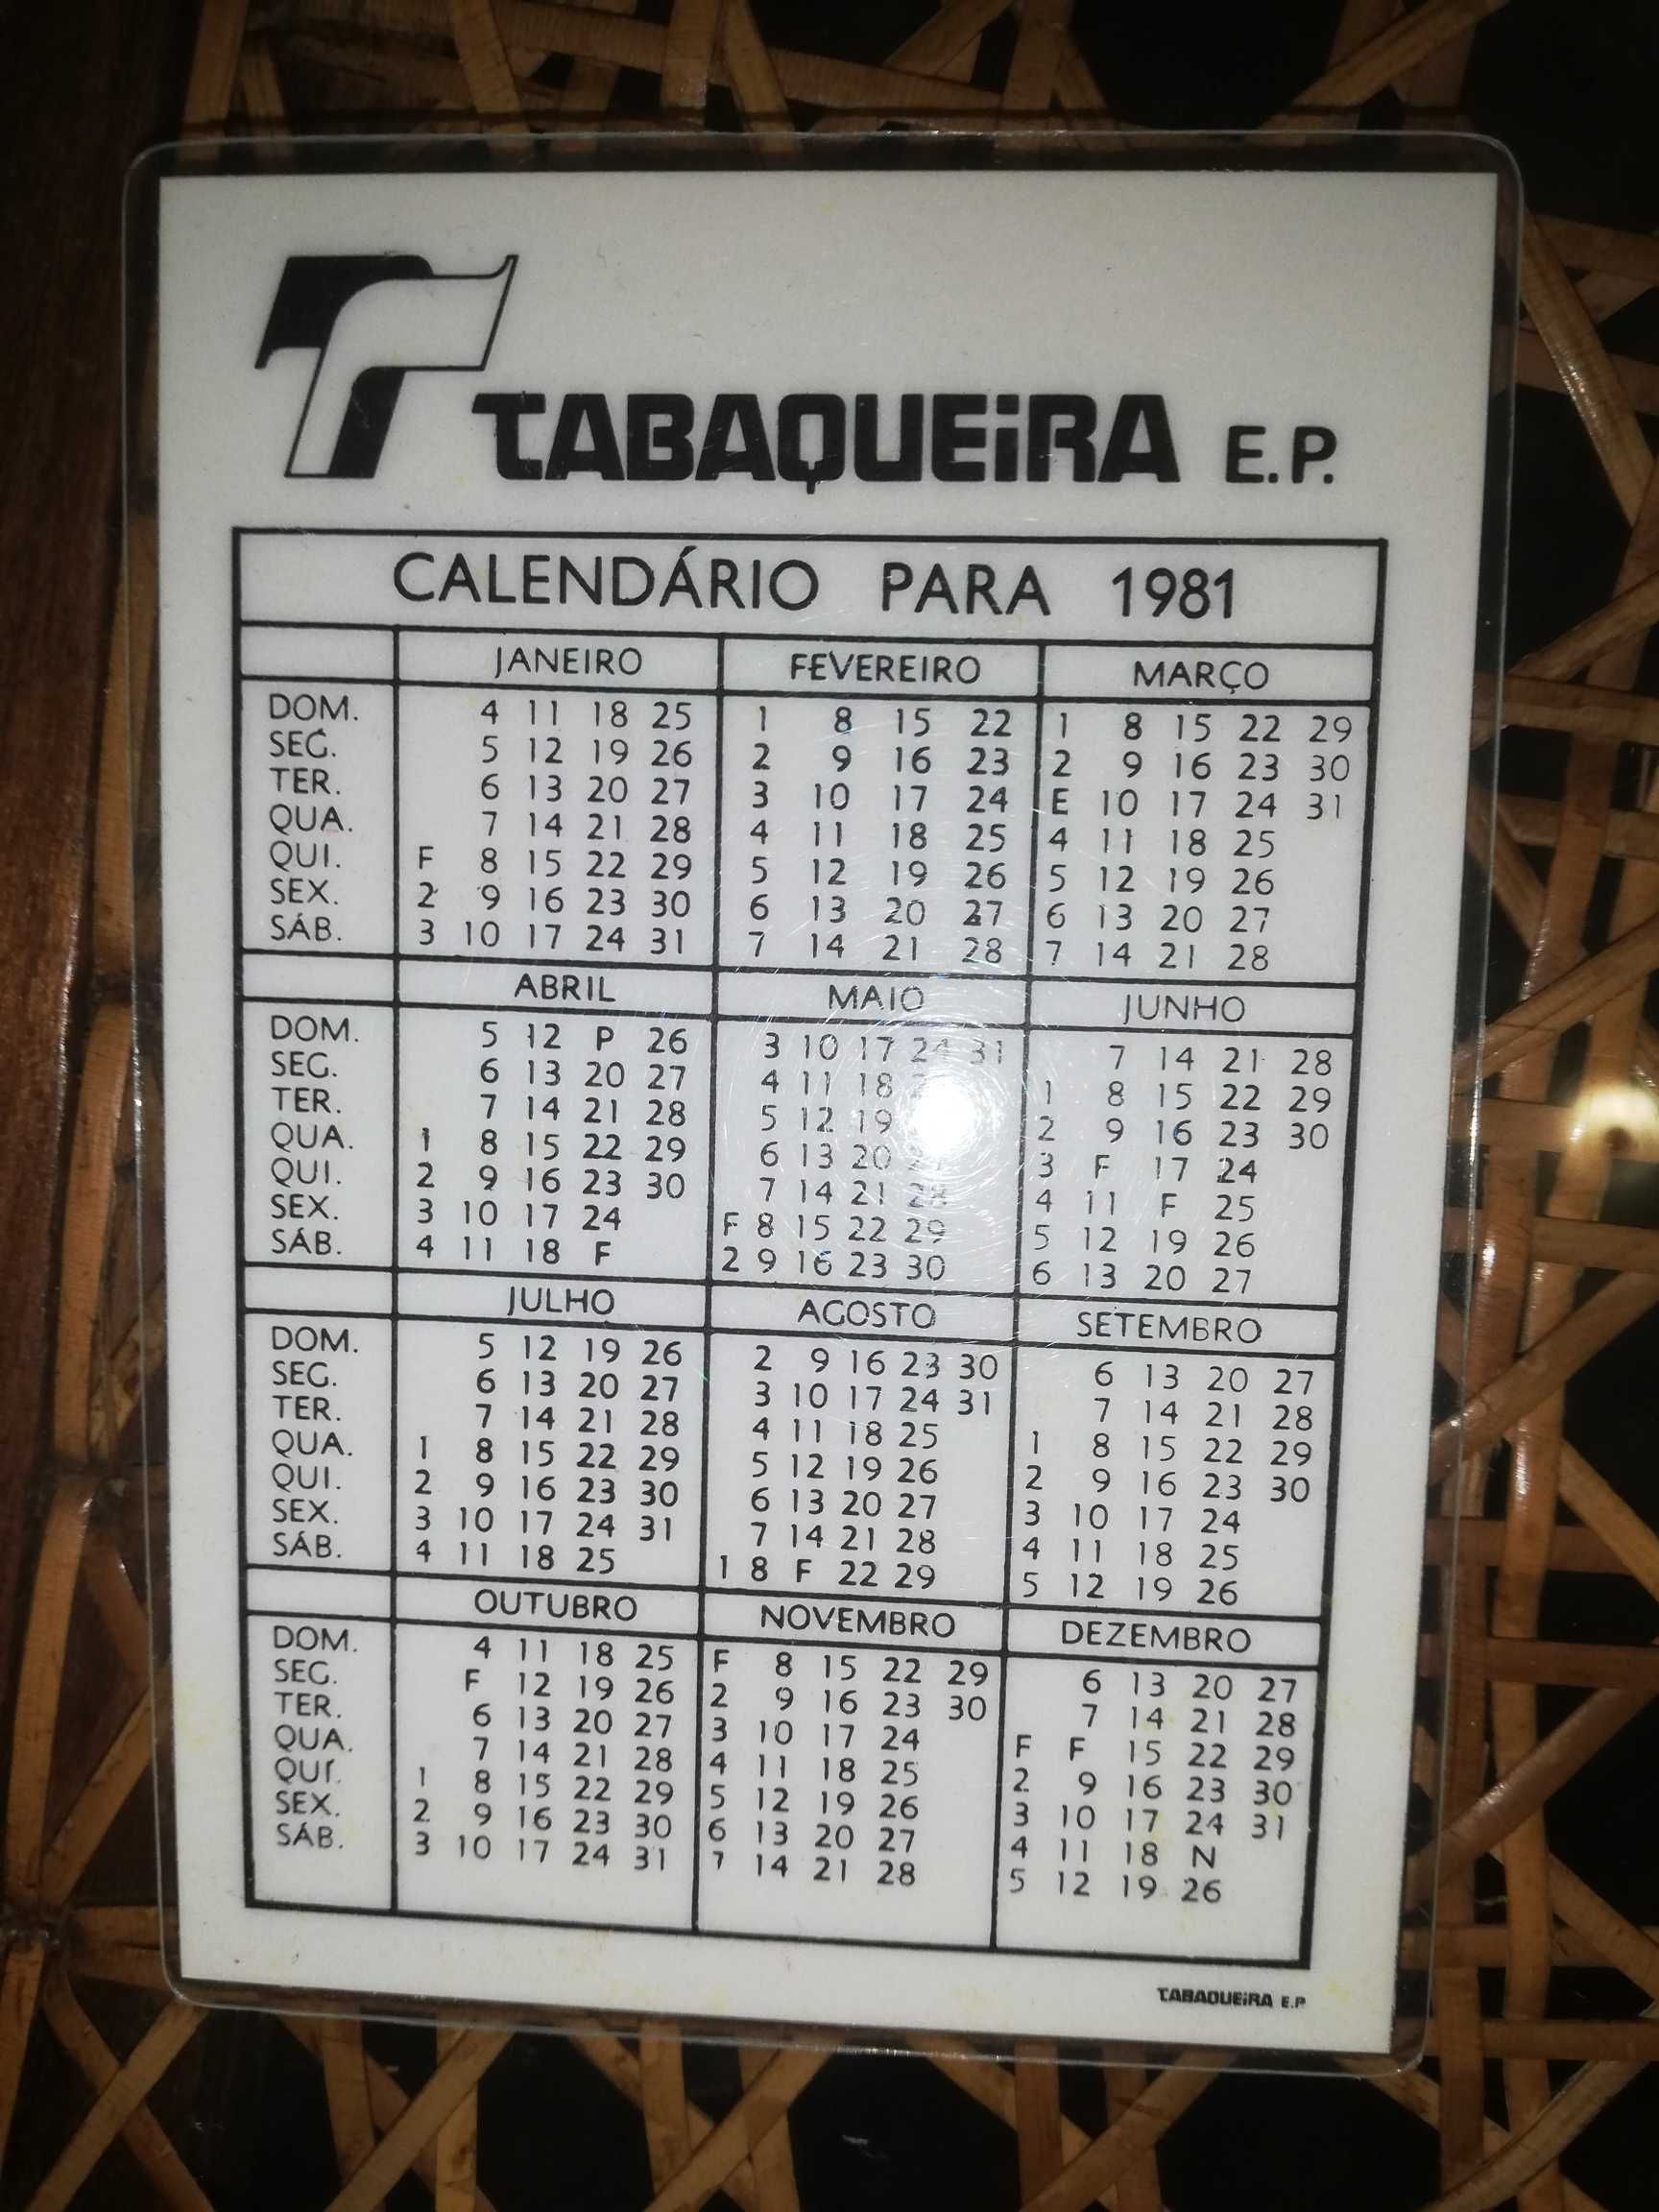 TABAQUEiRA E.P.
CALENDÁRIO PARA 1981
JANEIRO FEVEREIRO MARÇO
DOM. 4 11 18 25 1 8 15 22 1 8 15 22 29
SEG. 5 12 19 26 2 9 16 23 2 9 16 23 30
TER. 6 13 20 27 3 10 17 24 E 10 17 24 31
QUA. 7 14 21 28 4 11 18 25 4 11 18 25
QUI. F 8 15 22 29 5 12 19 26 5 12 19 26
SEX. 2 9 16 23 30 6 13 20 27 6 13 20 27
SÁB. 3 10 17 24 31 7 14 21 28 7 14 21 28
ABRIL MAIO JUNHO
DOM. 5 12 P 26 3 10 17 24 31 7 14 21 28
SEG. 6 13 20 27 4 11 18 1 8 15 22 29
TER. 7 14 21 28 5 12 19 2 9 16 23 30
QUA. 1 8 15 22 29 6 13 20 3 F 17 24
QUI. 2 9 16 23 30 7 14 21 28 4 11 F 25
SEX. 3 10 17 24 F 8 15 22 29 5 12 19 26
SÁB. 4 11 18 F 2 9 16 23 30 6 13 20 27
JULHO AGOSTO SETEMBRO
DOM. 5 12 19 26 2 9 16 23 30 6 13 20 27
SEG. 6 13 20 27 3 10 17 24 31 7 14 21 28
TER. 7 14 21 28 4 11 18 25 1 8 15 22 29
QUA. 1 8 15 22 29 5 12 19 26 2 9 16 23 30
QUI. 2 9 16 23 30 6 13 20 27 3 10 17 24
SEX. 3 10 17 24 31 7 14 21 28 4 11 18 25
SÁB. 4 11 18 25 1 8 F 22 29 5 12 19 26
OUTUBRO NOVEMBRO DEZEMBRO
DOM. 4 11 18 25 F 8 15 22 29 6 13 20 27
SEG. F 12 19 26 2 9 16 23 30 7 14 21 28
TER. 6 13 20 27 3 10 17 24 F F 15 22 29
QUA. 7 14 21 28 4 11 18 25 2 9 16 23 30
QUI. 1 8 15 22 29 5 12 19 26 3 10 17 24 31
SEX. 2 9 16 23 30 6 13 20 27 4 11 18 N
SÁB. 3 10 17 24 31 7 14 21 28 5 12 19 26
TABAQUEiRA E.P